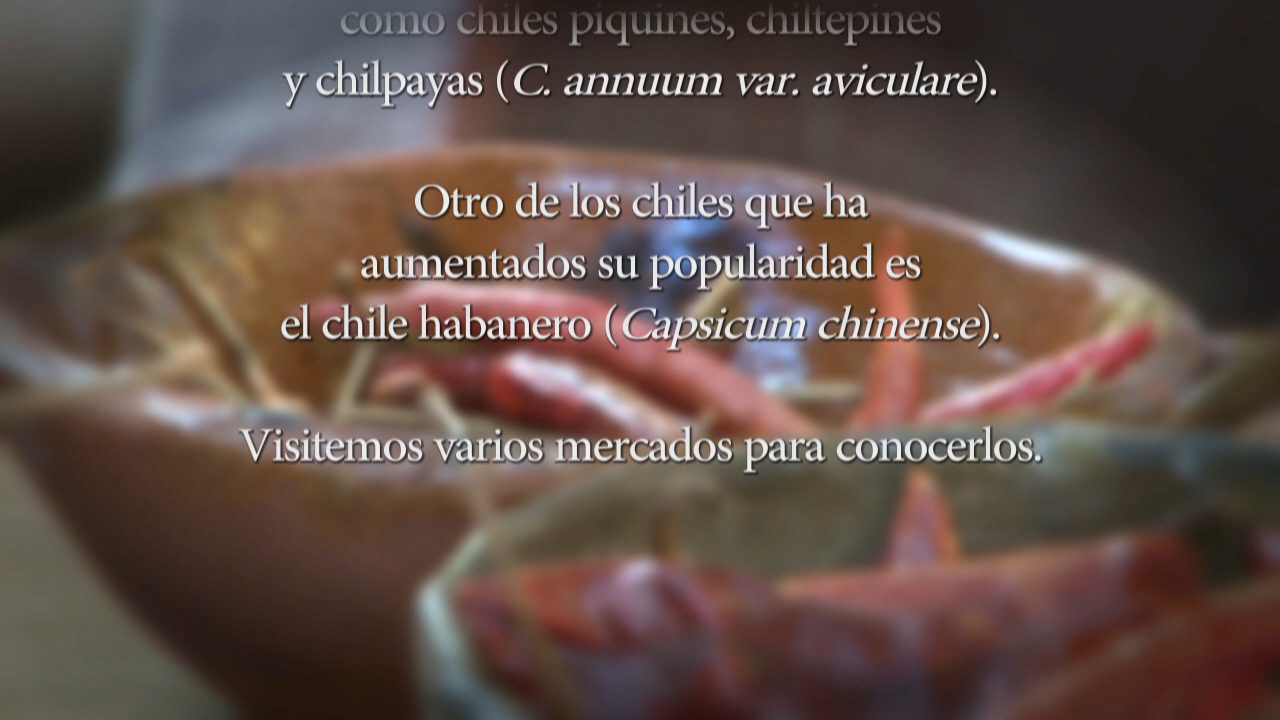 como chiles piquines, chiltepines
y chilpayas (C. annuum var. aviculare).
Otro de los chiles que ha
aumentados su popularidad es
el chile habanero (Capsicum chinense).
Visitemos varios mercados para conocerlos.